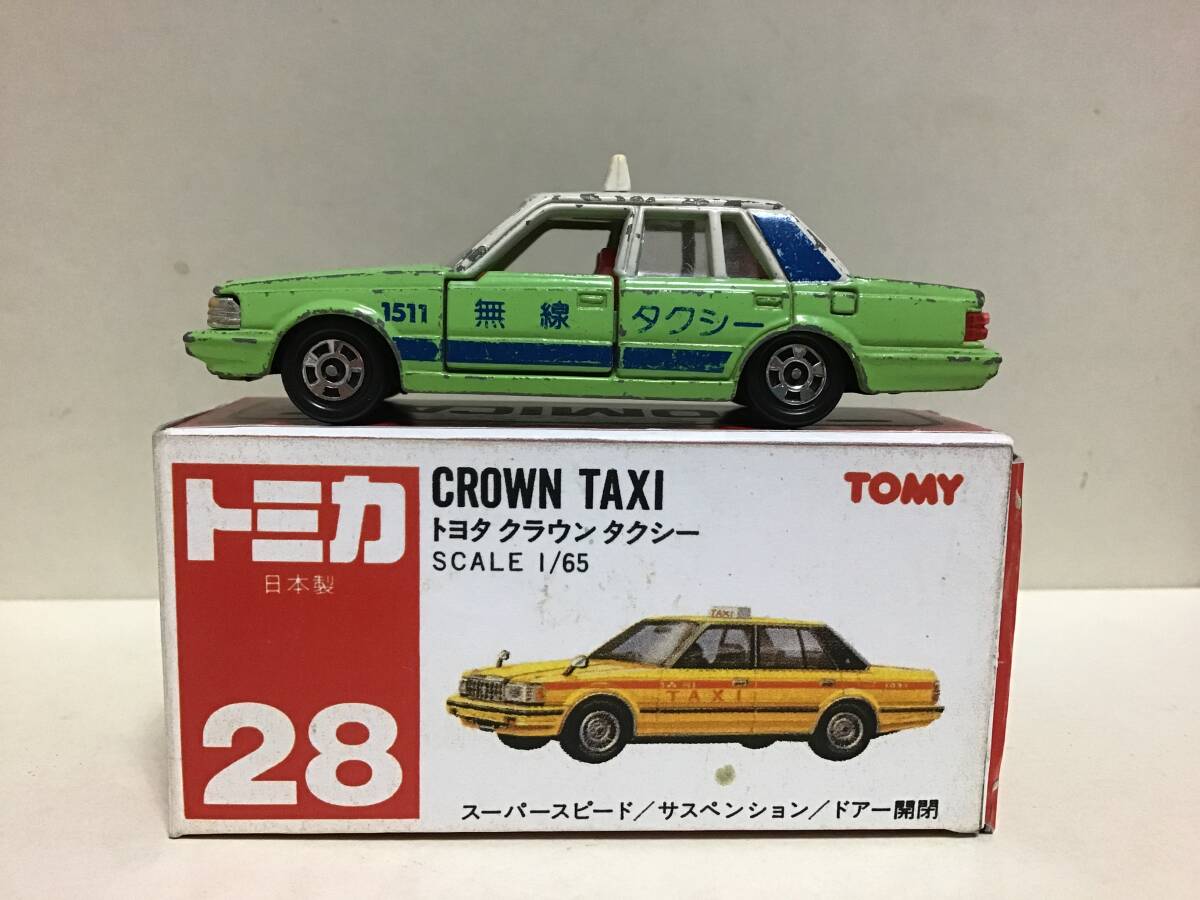 1511 無線 タクシー
TOMICA
トミカ
日本製
28
CROWN TAXI
トヨタ クラウン タクシー
SCALE 1/65
TOMY
TAXI
TAXI
スーパースピード/サスペンション/ドアー開閉